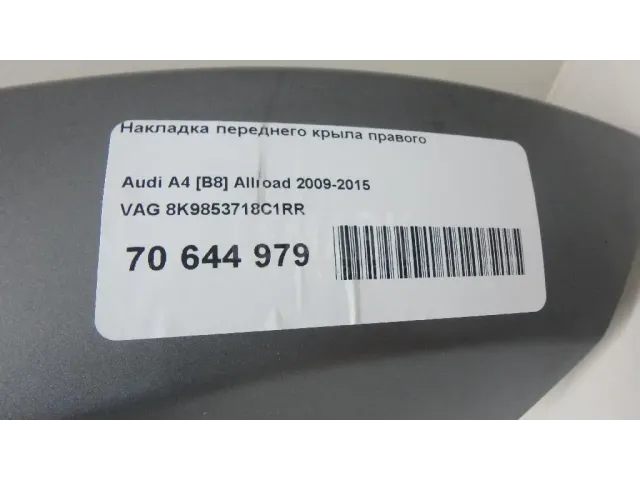 Накладка переднего крыла правого
Audi A4 [B8] Allroad 2009-2015
VAG 8K9853718C1RR
70 644 979